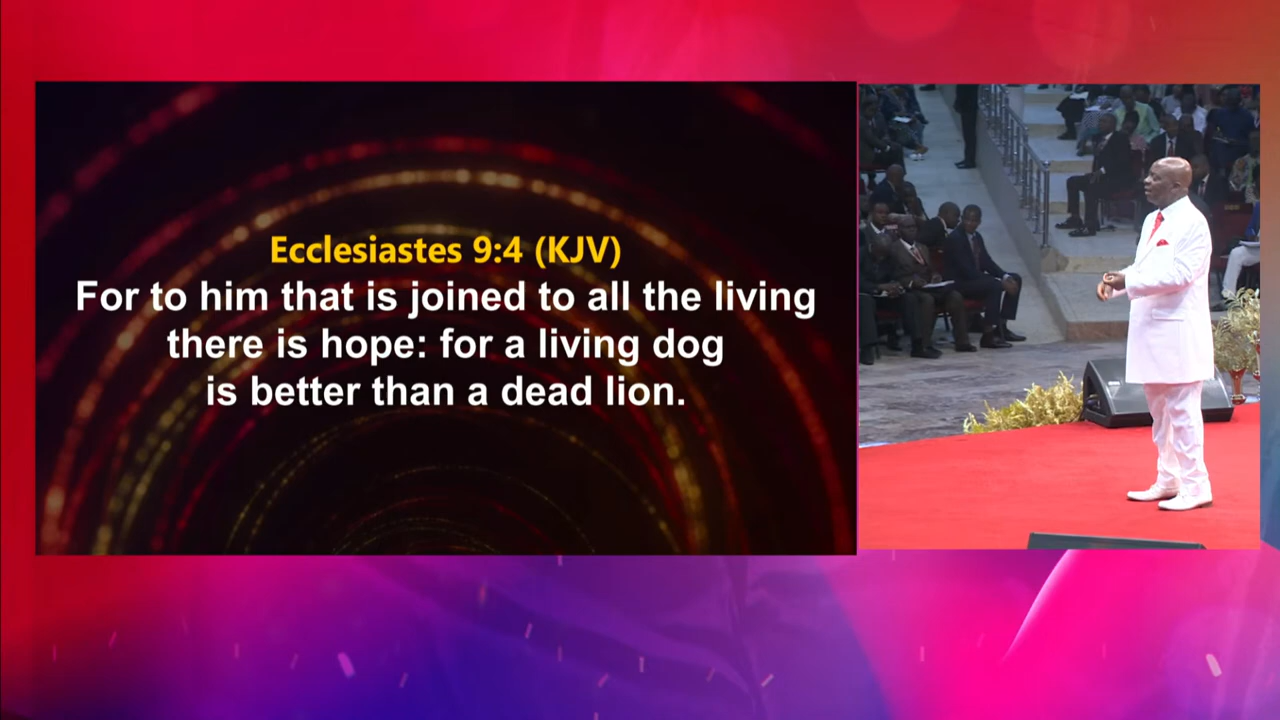 Ecclesiastes 9:4 (KJV)
For to him that is joined to all the living
there is hope: for a living dog
is better than a dead lion.